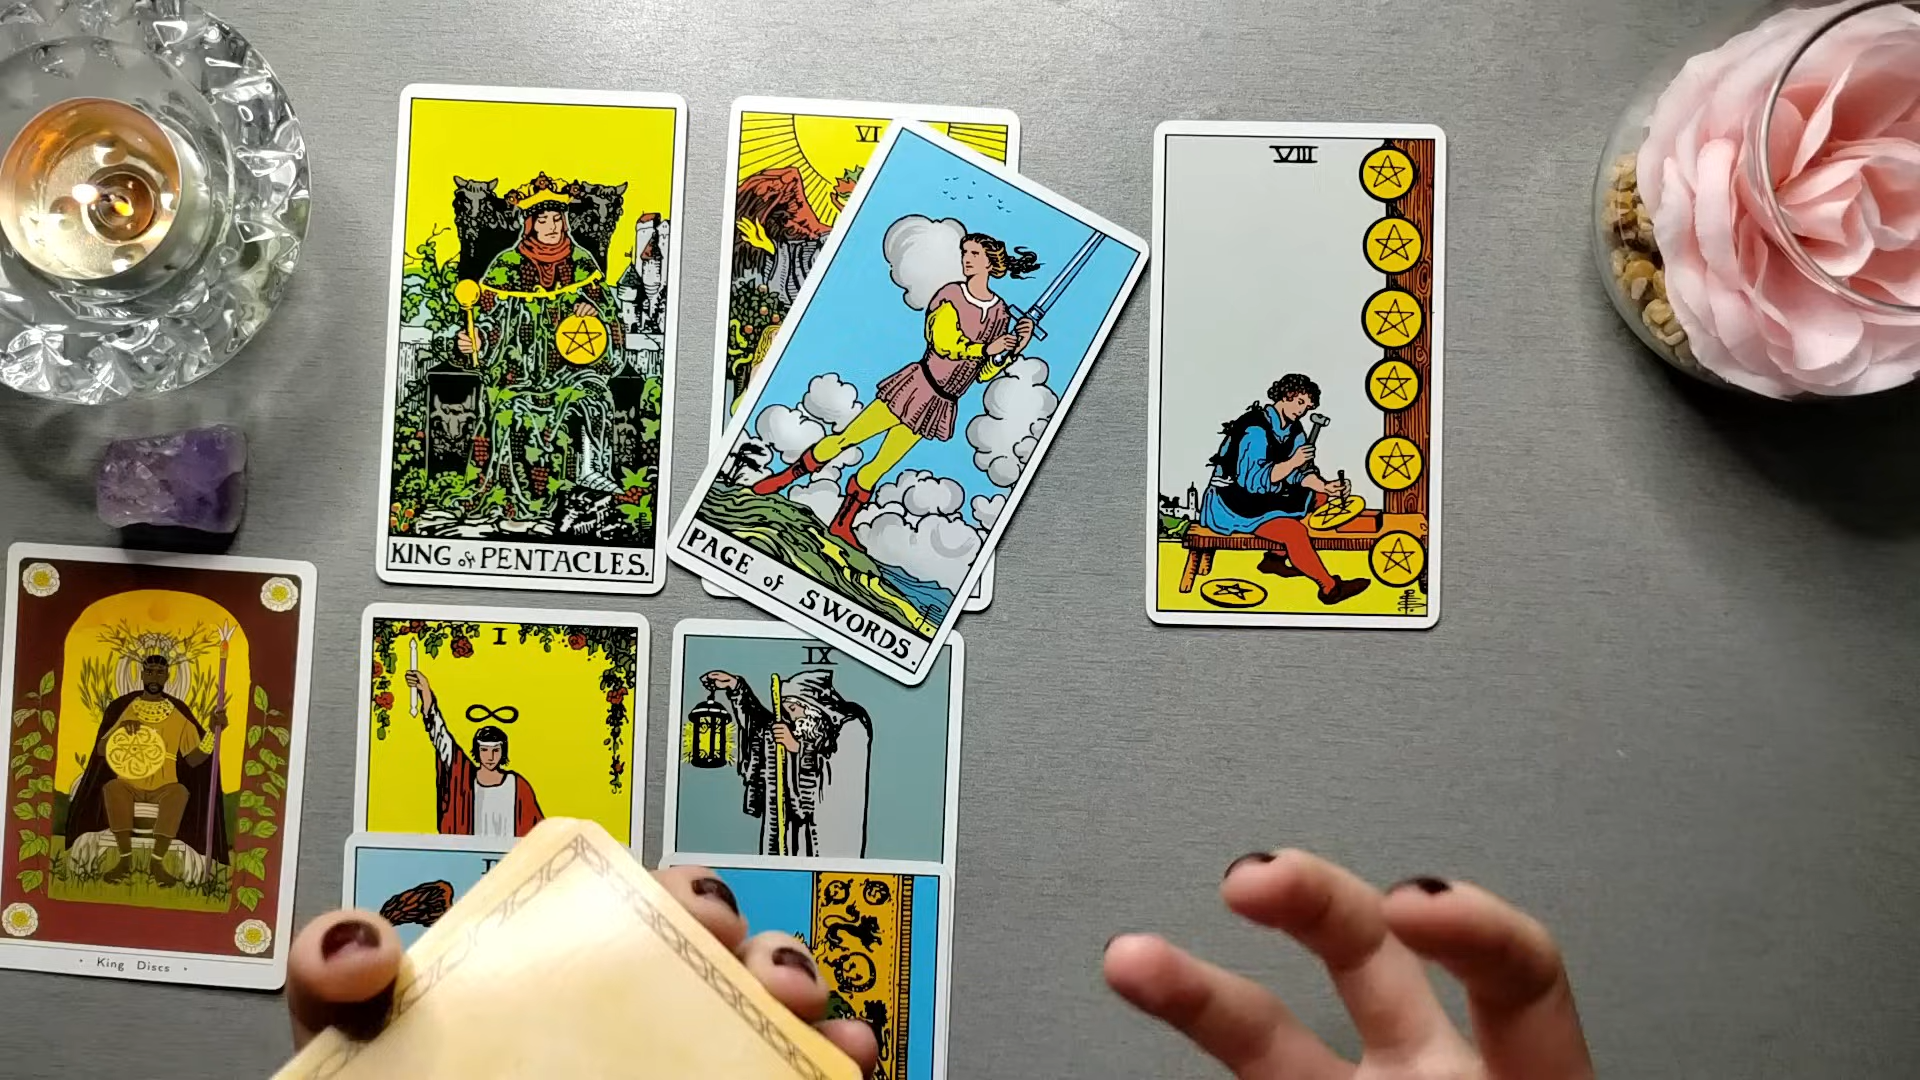 VI
VIII
KING of PENTACLES.
PAGE of SWORDS.
I
IX
King Discs